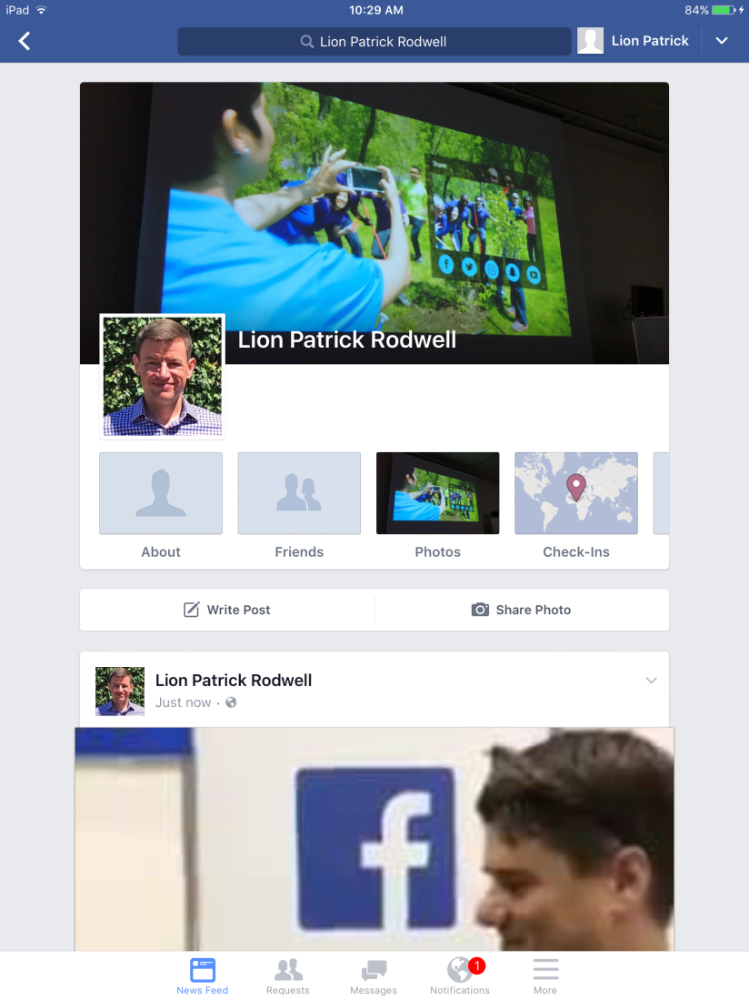 iPad
10:29 AM
84%
Lion Patrick Rodwell
Lion Patrick
Share:
Lion Patrick Rodwell
About
Friends
Photos
Check-Ins
Write Post
Share Photo
Lion Patrick Rodwell
Just now ·
f
1
News Feed
Requests
Messages
Notifications
More